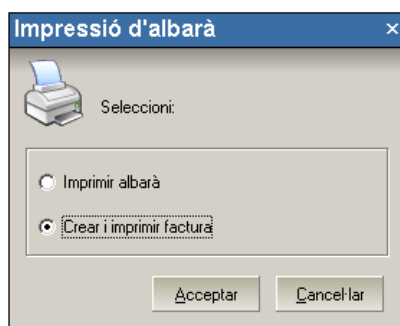 Impressió d'albarà
Seleccioni:
Imprimir albarà
Crear i imprimir factura
Acceptar
Cancel·lar